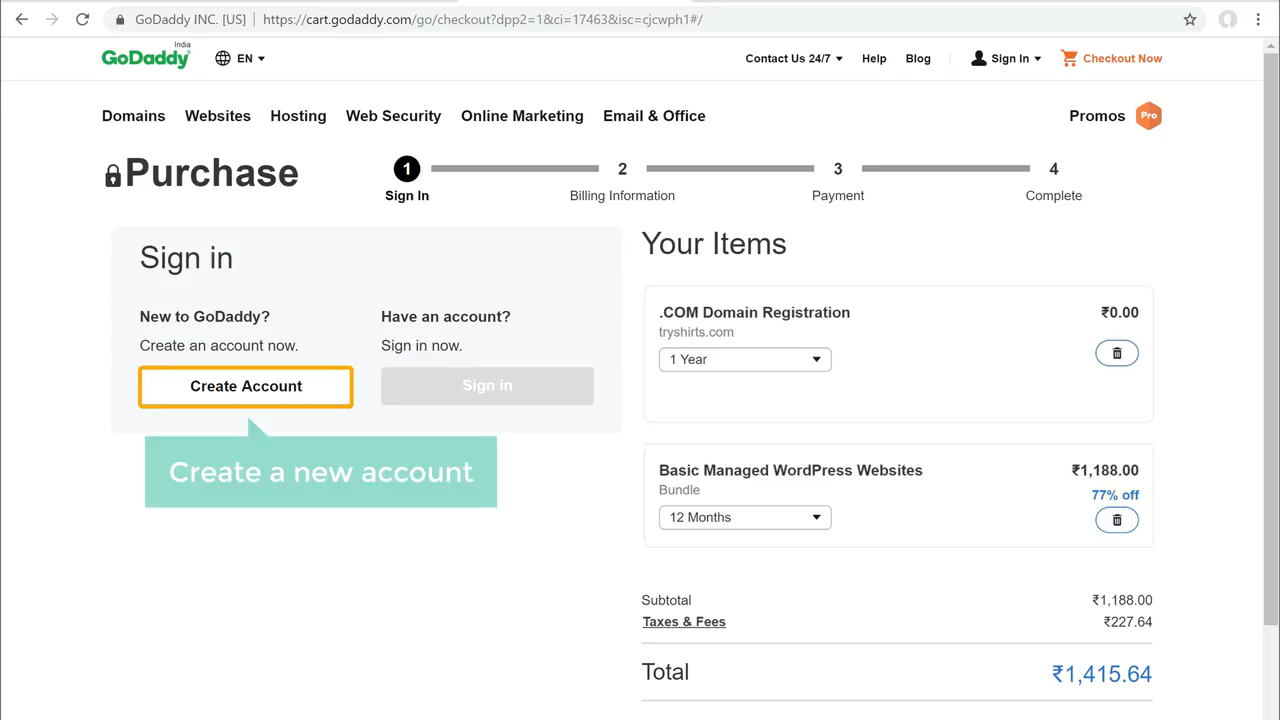 GoDaddy INC. [US] | https://cart.godaddy.com/go/checkout?dpp2=1&ci=17463&isc=cjcwph1#/
GoDaddy India EN Contact Us 24/7 Help Blog Sign In Checkout Now
Domains Websites Hosting Web Security Online Marketing Email & Office Promos Pro
Purchase 1 2 3 4
Sign In Billing Information Payment Complete
Sign in
New to GoDaddy? Have an account?
Create an account now. Sign in now.
Create Account Sign in
Create a new account
Your Items
.COM Domain Registration ₹0.00
tryshirts.com
1 Year
Basic Managed WordPress Websites ₹1,188.00
Bundle 77% off
12 Months
Subtotal ₹1,188.00
Taxes & Fees ₹227.64
Total ₹1,415.64